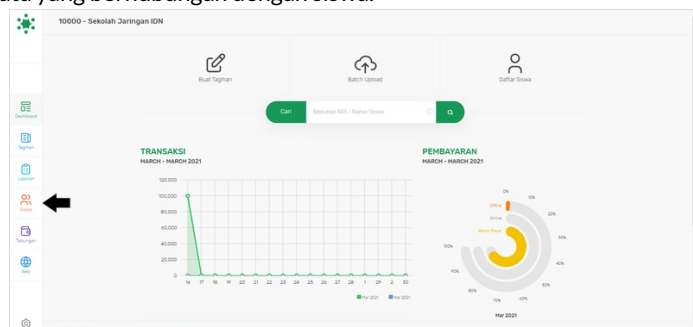 yang berhubungan dengan siswa.
10000 - Sekolah Jaringan IDN
Buat Tagihan
Batch Upload
Daftar Siswa
Cari
Masukan NIS / Nama Siswa
Dashboard
Tagihan
Laporan
Siswa
Tabungan
Web
TRANSAKSI
MARCH - MARCH 2021
120.000
100.000
80.000
60.000
40.000
20.000
0
16 17 18 19 20 21 22 23 24 25 26 27 28 1 29 2 30
Mar 2021 Mar 2021
PEMBAYARAN
MARCH - MARCH 2021
Offline
Online
0%
10%
20%
30%
40%
50%
60%
70%
80%
90%
100%
Mar 2021